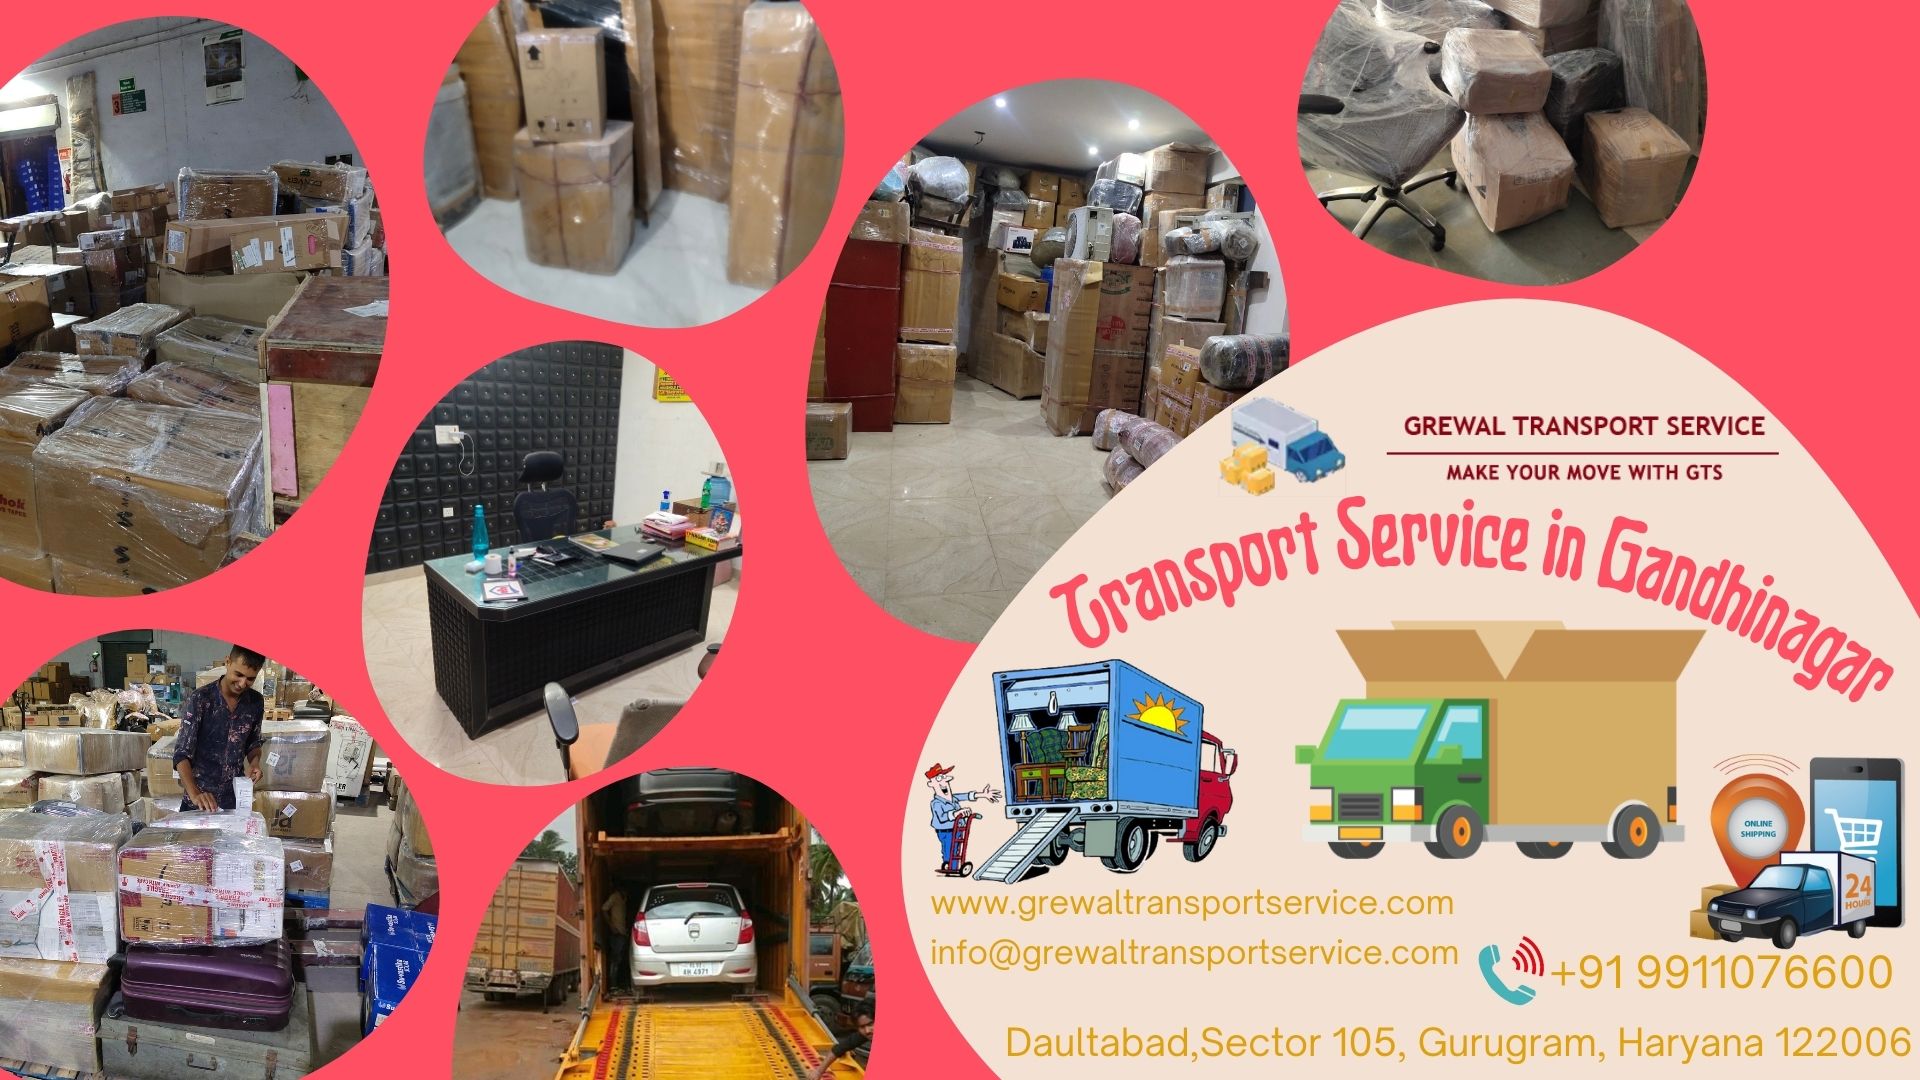 GREWAL TRANSPORT SERVICE
MAKE YOUR MOVE WITH GTS
Transport Service in Gandhinagar
ONLINE
SHIPPING
24
HOURS
www.grewaltransportservice.com
info@grewaltransportservice.com
+91 9911076600
Daultabad,Sector 105, Gurugram, Haryana 122006